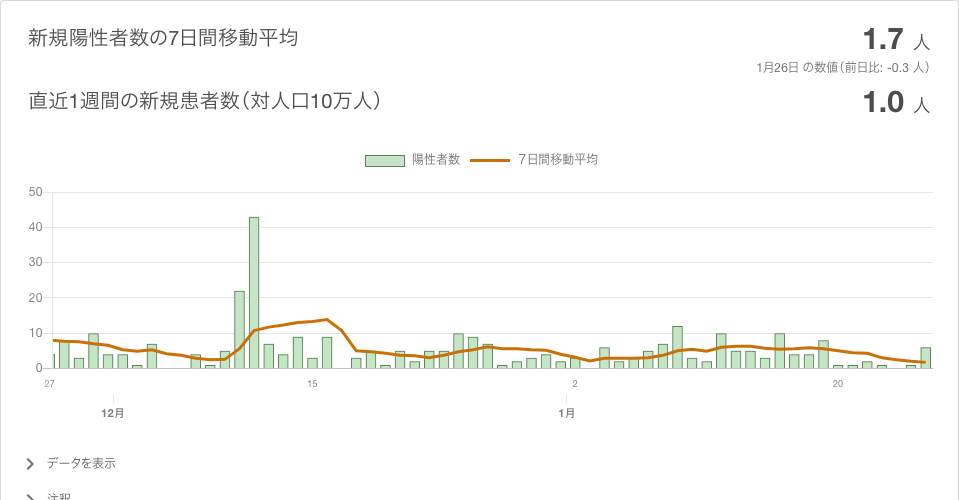 新規陽性者数の7日間移動平均
1.7 人
1月26日 の数値（前日比: -0.3 人）
直近1週間の新規患者数（対人口10万人）
1.0 人
陽性者数 7日間移動平均
50
40
30
20
10
0
27 15 2 20
12月 1月
データを表示
注釈